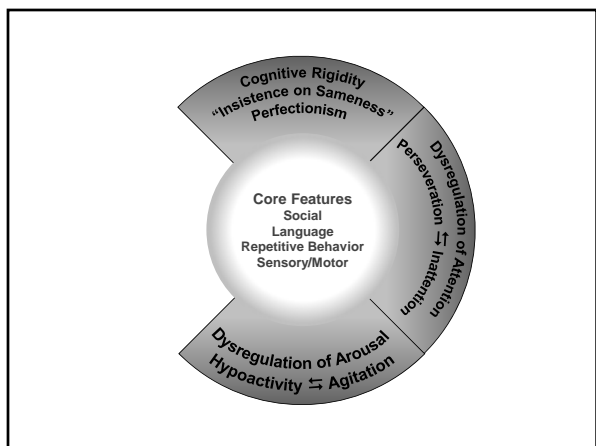 Cognitive Rigidity
"Insistence on Sameness"
Perfectionism
Dysregulation of Attention
Perseveration ⇅ Inattention
Core Features
Social
Language
Repetitive Behavior
Sensory/Motor
Dysregulation of Arousal
Hypoactivity ⇆ Agitation